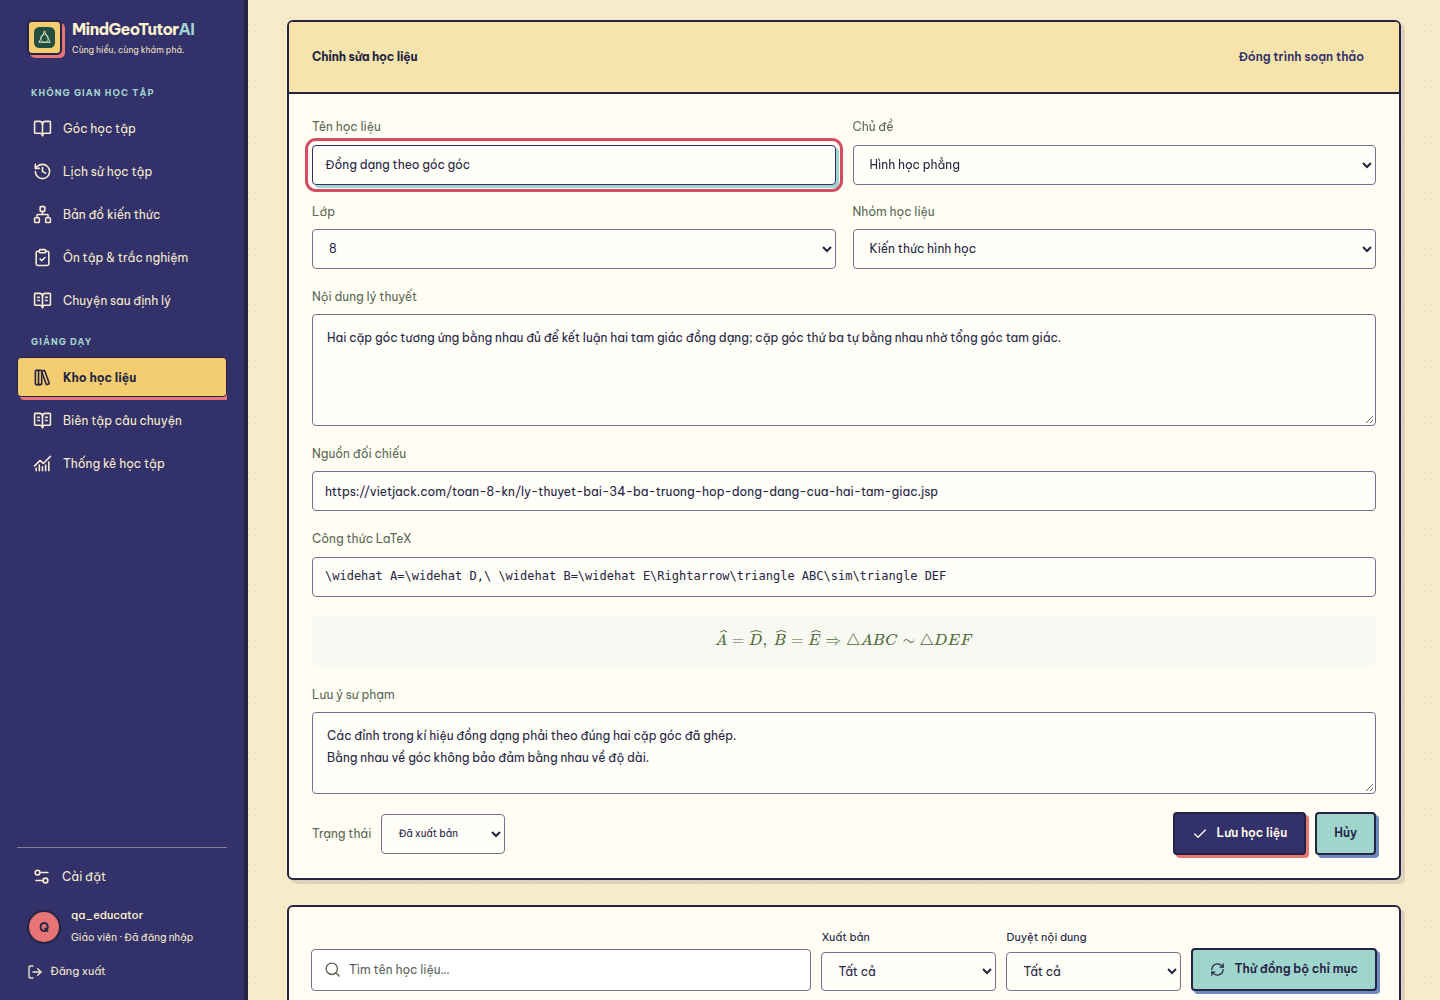 MindGeoTutorAI
Cùng hiểu, cùng khám phá.
KHÔNG GIAN HỌC TẬP
Góc học tập
Lịch sử học tập
Bản đồ kiến thức
Ôn tập & trắc nghiệm
Chuyện sau định lý
GIẢNG DẠY
Kho học liệu
Biên tập câu chuyện
Thống kê học tập
Cài đặt
Q
qa_educator
Giáo viên · Đã đăng nhập
Đăng xuất
Chỉnh sửa học liệu
Đóng trình soạn thảo
Tên học liệu
Đồng dạng theo góc góc
Chủ đề
Hình học phẳng
Lớp
8
Nhóm học liệu
Kiến thức hình học
Nội dung lý thuyết
Hai cặp góc tương ứng bằng nhau đủ để kết luận hai tam giác đồng dạng; cặp góc thứ ba tự bằng nhau nhờ tổng góc tam giác.
Nguồn đối chiếu
https://vietjack.com/toan-8-kn/ly-thuyet-bai-34-ba-truong-hop-dong-dang-cua-hai-tam-giac.jsp
Công thức LaTeX
\widehat A=\widehat D,\ \widehat B=\widehat E\Rightarrow\triangle ABC\sim\triangle DEF
Â = D̂, B̂ = Ê ⇒ △ABC ∼ △DEF
Lưu ý sư phạm
Các đỉnh trong kí hiệu đồng dạng phải theo đúng hai cặp góc đã ghép.
Bằng nhau về góc không bảo đảm bằng nhau về độ dài.
Trạng thái
Đã xuất bản
Lưu học liệu
Hủy
Tìm tên học liệu...
Xuất bản
Tất cả
Duyệt nội dung
Tất cả
Thử đồng bộ chỉ mục